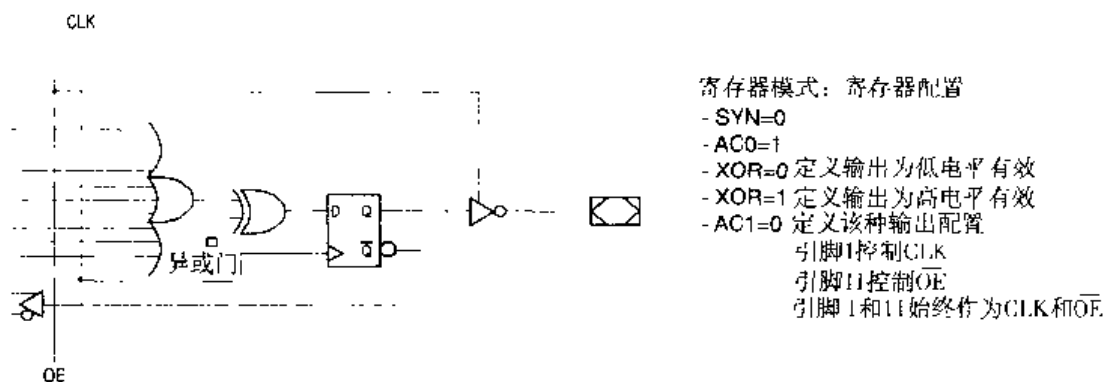 CLK
寄存器模式：寄存器配置
- SYN=0
- AC0=1
- XOR=0 定义输出为低电平有效
- XOR=1 定义输出为高电平有效
- AC1=0 定义该种输出配置
引脚1控制CLK
引脚11控制O̅E̅
引脚1和11始终作为CLK和O̅E̅
D Q
Q̅
异或门
OE